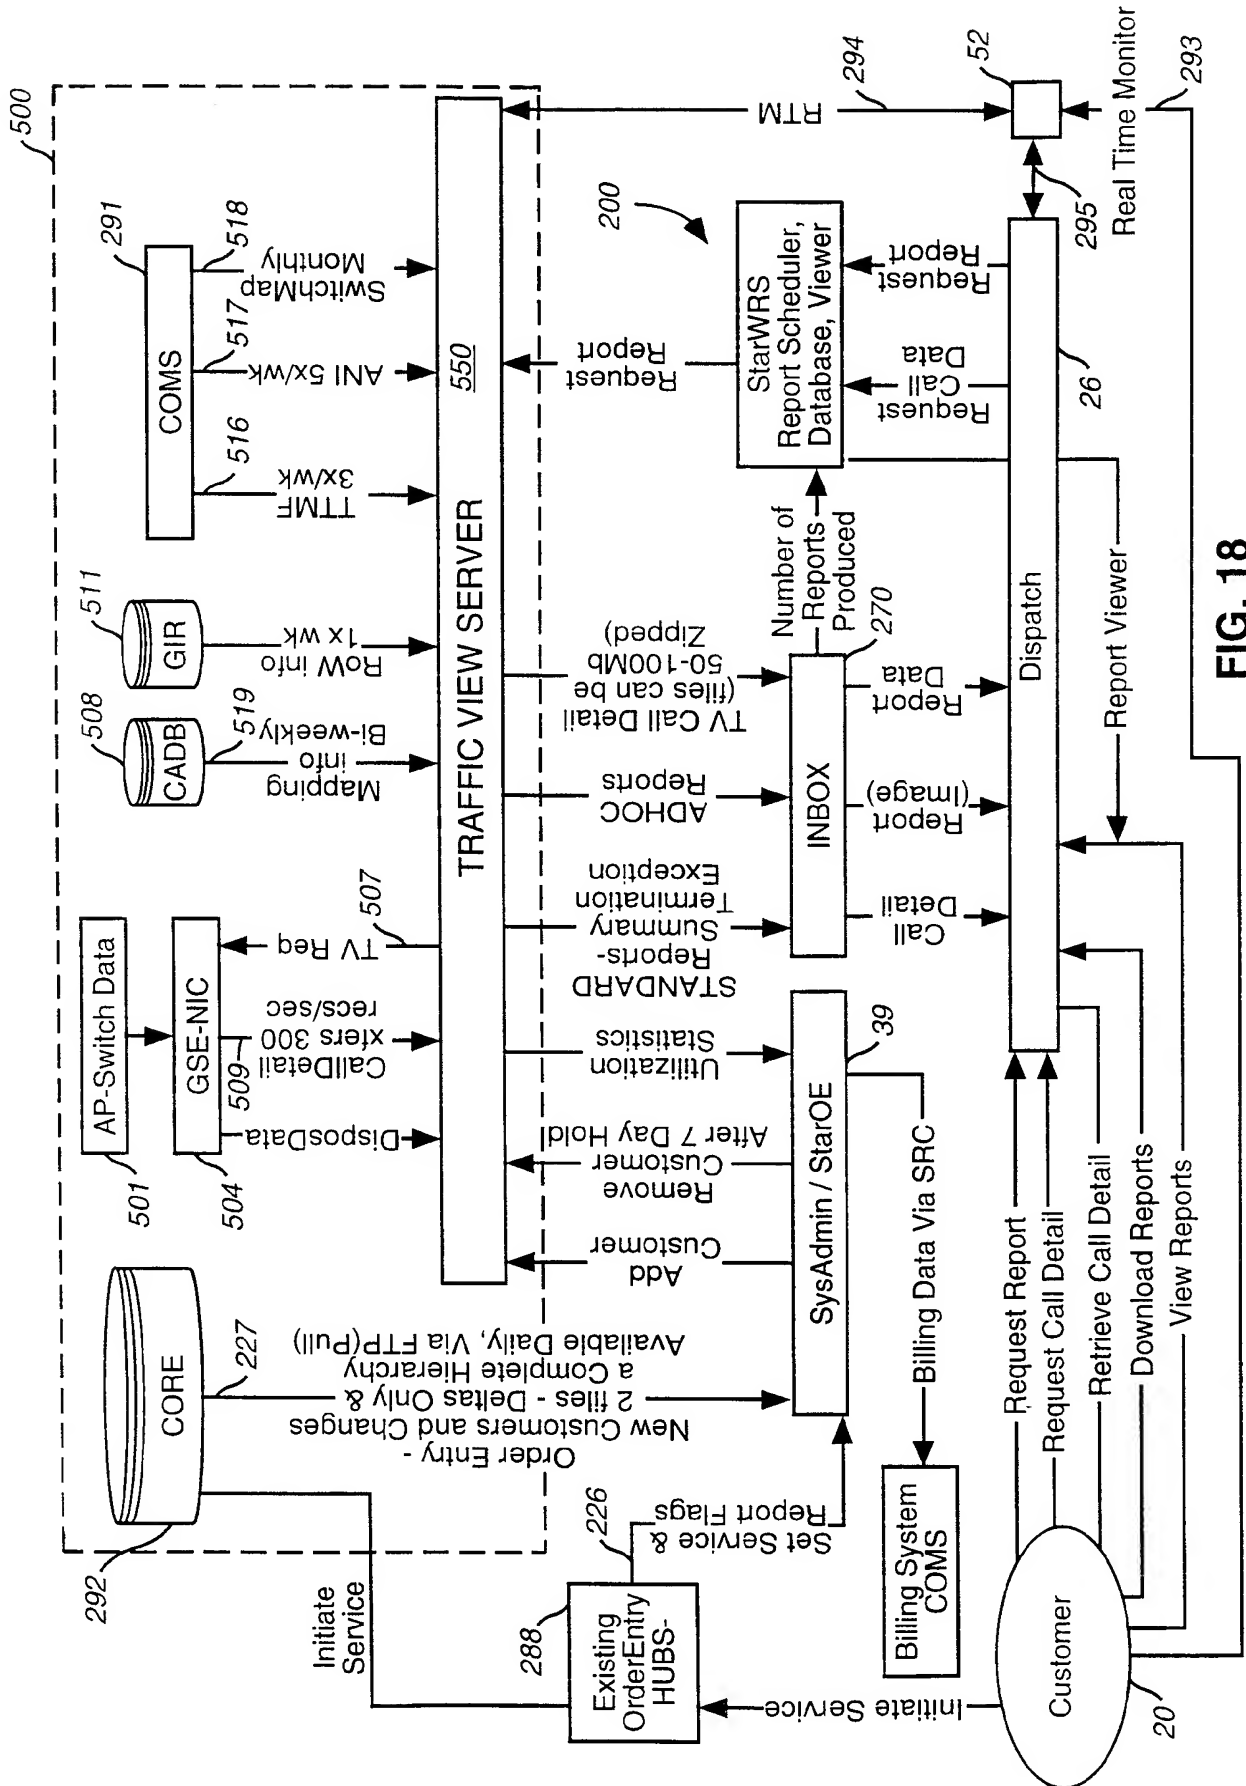 500
291
COMS
518
SwitchMap
Monthly
517
ANI 5x/wk
516
TTMF
3x/wk
511
GIR
RoW info
1x wk
508
CADB
519
Mapping
info
Bi-weekly
AP-Switch Data
501
GSE-NIC
504
507
TV Req
509
CallDetail
xfers 300
recs/sec
DisposData
CORE
292
227
Order Entry -
New Customers and Changes
2 files - Deltas Only &
a Complete Hierarchy
Available Daily, Via FTP(Pull)
TRAFFIC VIEW SERVER
550
RTM
294
52
Real Time Monitor
293
295
200
StarWRS
Report Scheduler,
Database, Viewer
Request
Report
Request
Report
Request
Call
Data
26
Number of
Reports
Produced
270
TV Call Detail
(files can be
50-100Mb
Zipped)
ADHOC
Reports
STANDARD
Reports-
Summary
Termination
Exception
INBOX
Report
Data
Report
(Image)
Call
Detail
Dispatch
Report Viewer
Utilization
Statistics
Remove
Customer
After 7 Day Hold
Add
Customer
SysAdmin / StarOE
39
Billing Data Via SRC
Billing System
COMS
Initiate
Service
288
Existing
OrderEntry
HUBS-
226
Set Service &
Report Flags
Initiate Service
Customer
20
Request Report
Request Call Detail
Retrieve Call Detail
Download Reports
View Reports
FIG. 18